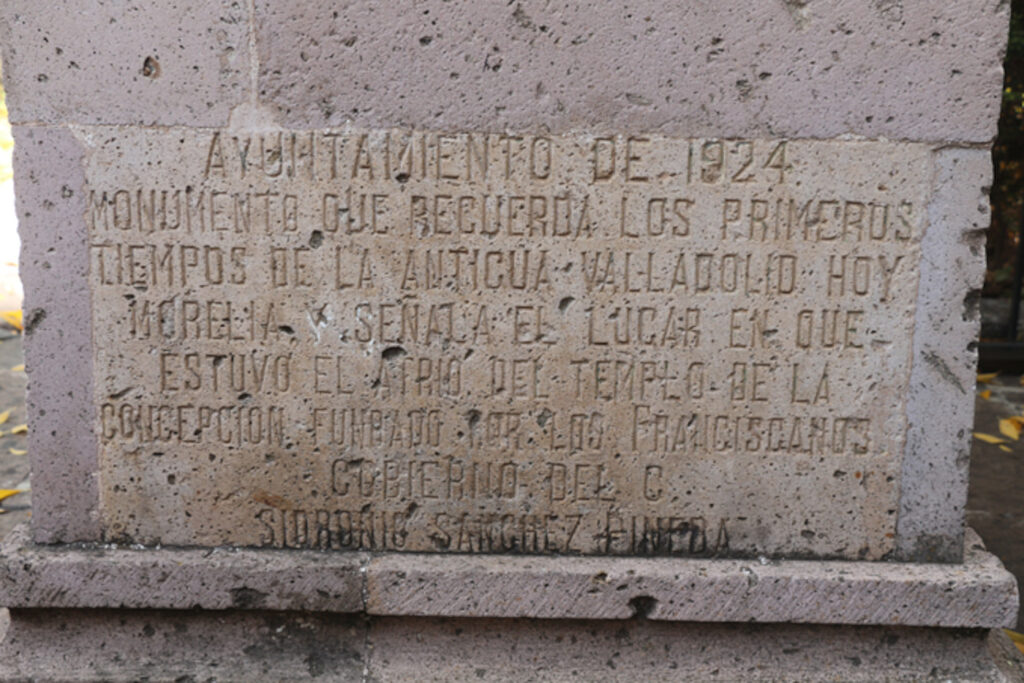 AYUNTAMIENTO DE 1924
MONUMENTO QUE RECUERDA LOS PRIMEROS
TIEMPOS DE LA ANTIGUA VALLADOLID HOY
MORELIA Y SEÑALA EL LUGAR EN QUE
ESTUVO EL ATRIO DEL TEMPLO DE LA
CONCEPCION FUNDADO POR LOS FRANCISCANOS
GOBIERNO DEL C
SIDRONIO SANCHEZ PINEDA